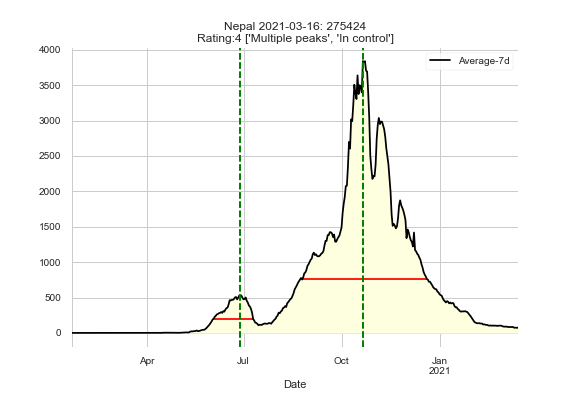 Nepal 2021-03-16: 275424
Rating:4 ['Multiple peaks', 'In control']
4000
3500
3000
2500
2000
1500
1000
500
0
Average-7d
Apr
Jul
Oct
Jan
2021
Date